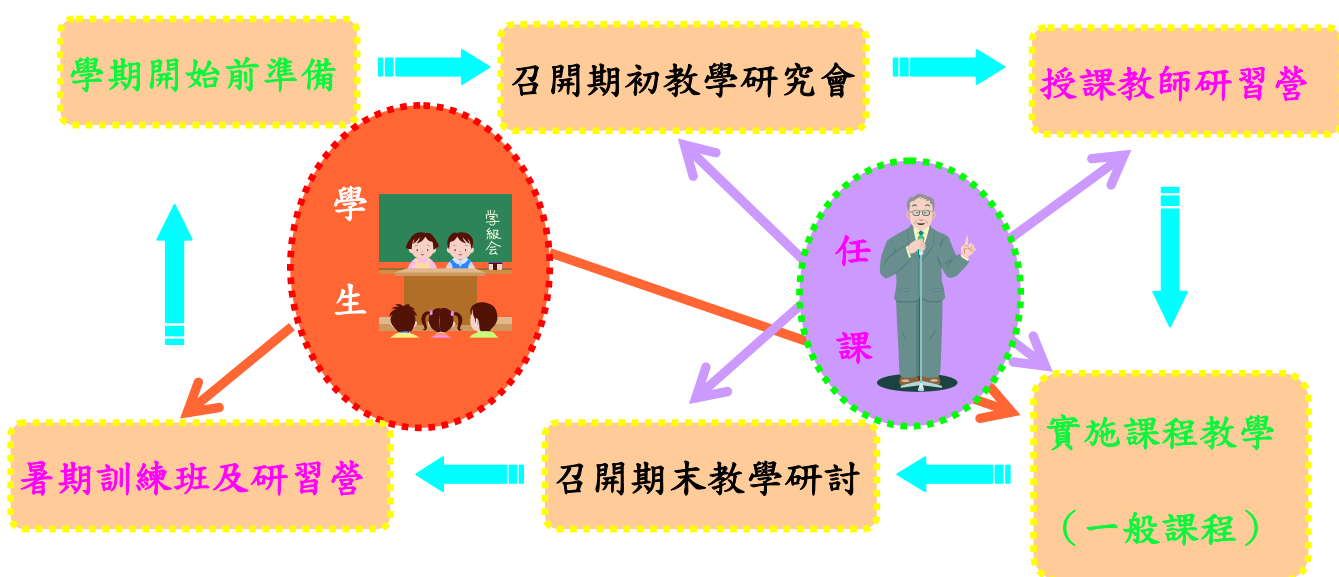 學期開始前準備
召開期初教學研究會
授課教師研習營
學
生
学級会
任
課
實施課程教學
（一般課程）
召開期末教學研討
暑期訓練班及研習營